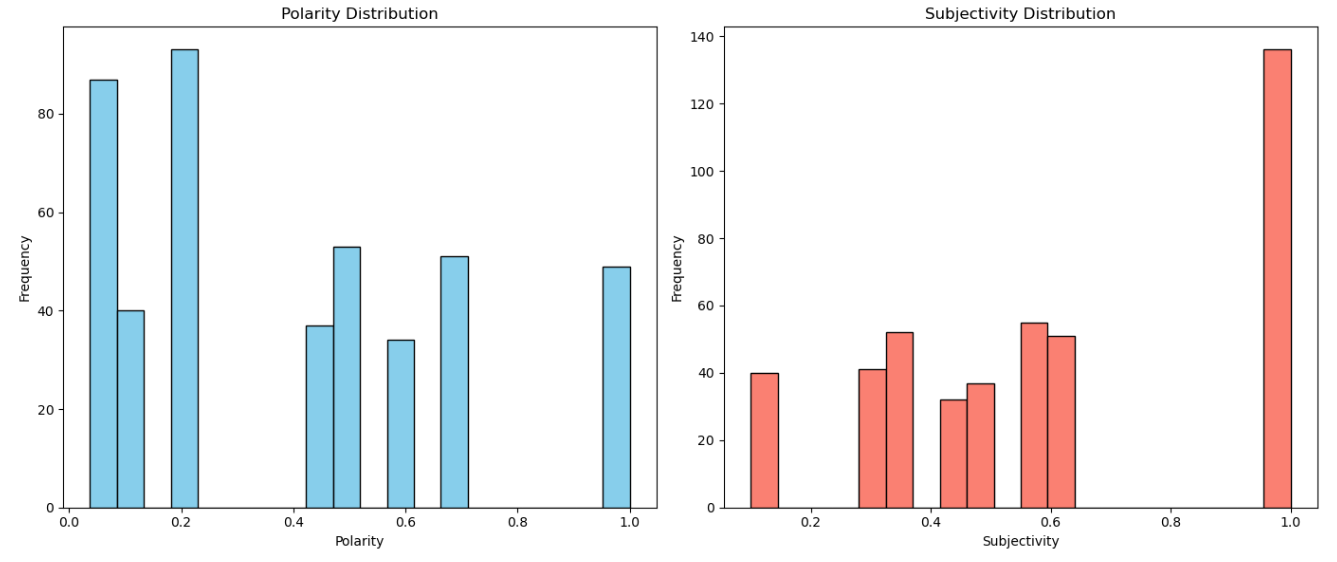 Polarity Distribution
80
60
40
20
0
Frequency
0.0 0.2 0.4 0.6 0.8 1.0
Polarity
Subjectivity Distribution
140
120
100
80
60
40
20
0
Frequency
0.2 0.4 0.6 0.8 1.0
Subjectivity